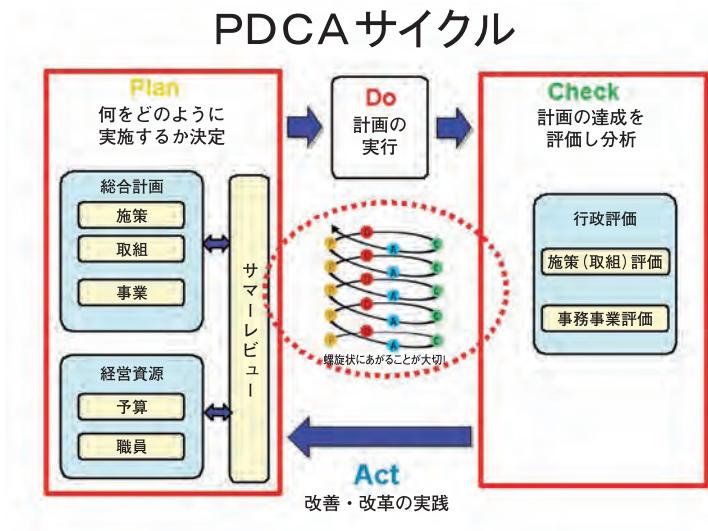 PDCAサイクル
Plan
何をどのように
実施するか決定
総合計画
施策
取組
事業
経営資源
予算
職員
サマーレビュー
Do
計画の
実行
Check
計画の達成を
評価し分析
行政評価
施策（取組）評価
事務事業評価
P D A C
P D A C
P D A C
P D A C
P A C
螺旋状にあがることが大切!
Act
改善・改革の実践